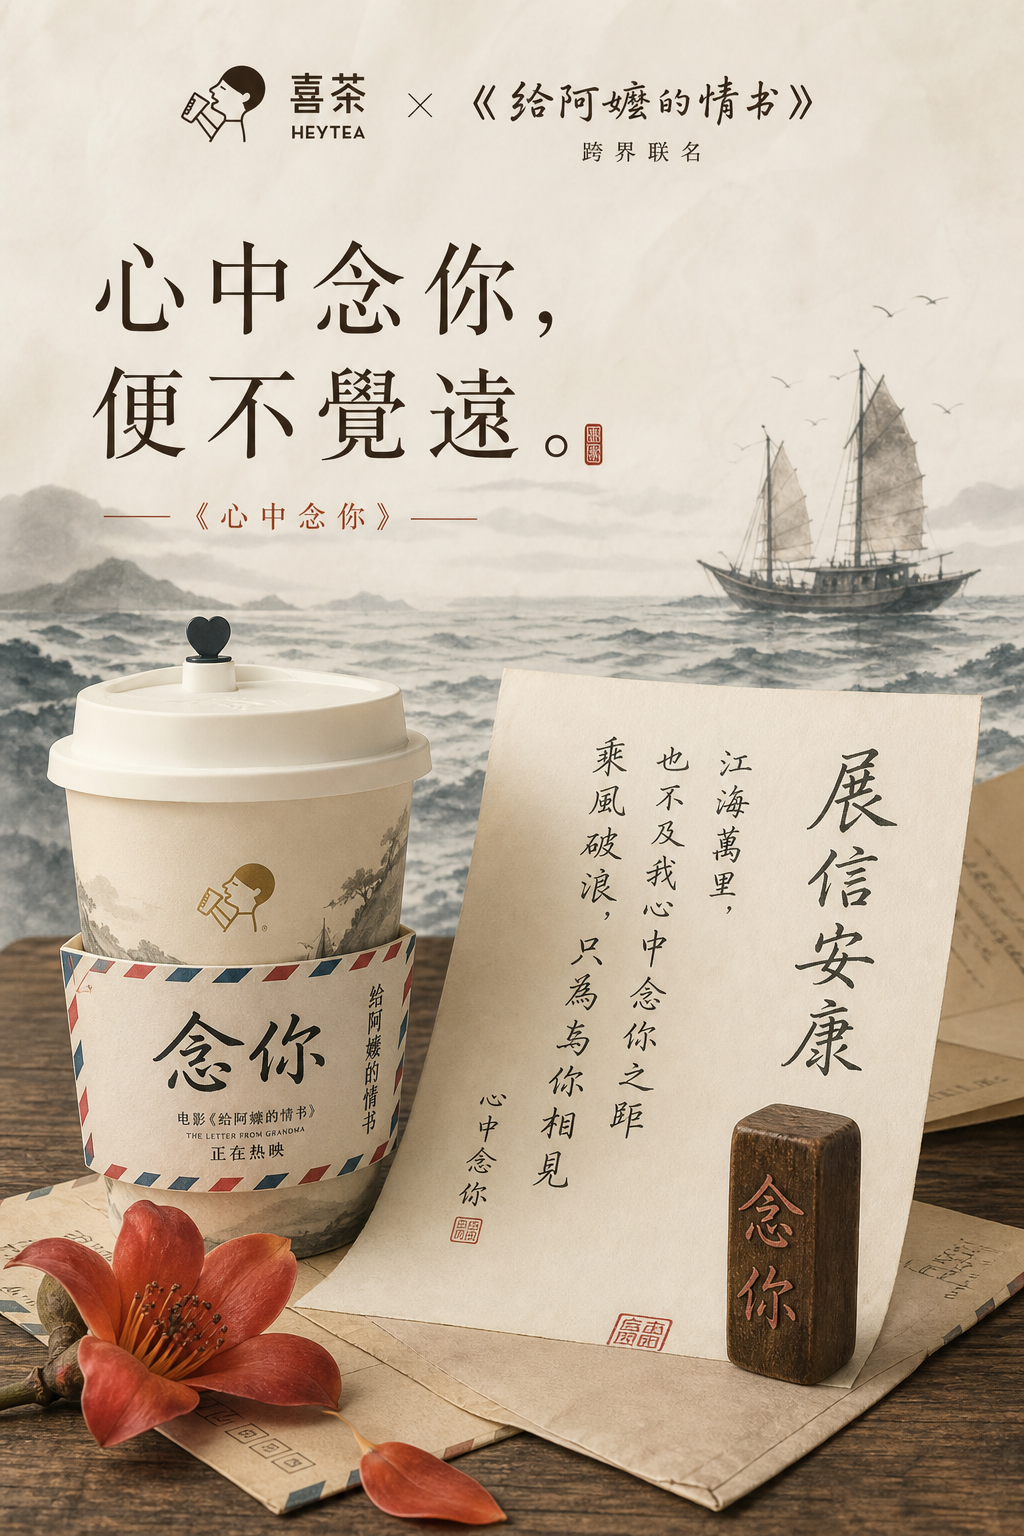 喜茶
HEYTEA
×
《给阿嬷的情书》
跨界联名
心中念你，
便不覺遠。
《心中念你》
展信安康
江海萬里，
也不及我心中念你之距
乘風破浪，只為與你相見
心中念你
念你
给阿嬷的情书
电影《给阿嬷的情书》
THE LETTER FROM GRANDMA
正在热映
念你